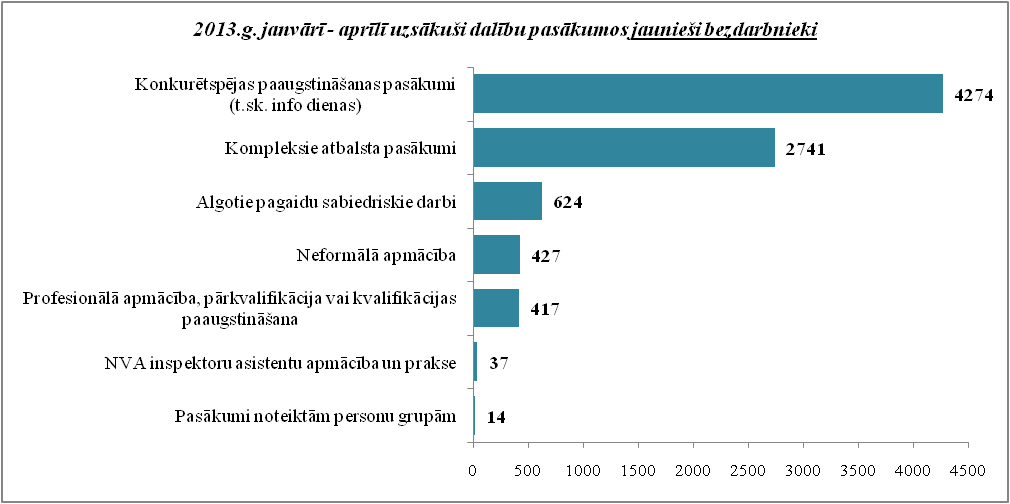 2013.g. janvārī - aprīlī uzsākuši dalību pasākumos jaunieši bezdarbnieki
Konkurētspējas paaugstināšanas pasākumi
(t.sk. info dienas)
4274
Kompleksie atbalsta pasākumi
2741
Algotie pagaidu sabiedriskie darbi
624
Neformālā apmācība
427
Profesionālā apmācība, pārkvalifikācija vai kvalifikācijas
paaugstināšana
417
NVA inspektoru asistentu apmācība un prakse
37
Pasākumi noteiktām personu grupām
14
0 500 1000 1500 2000 2500 3000 3500 4000 4500